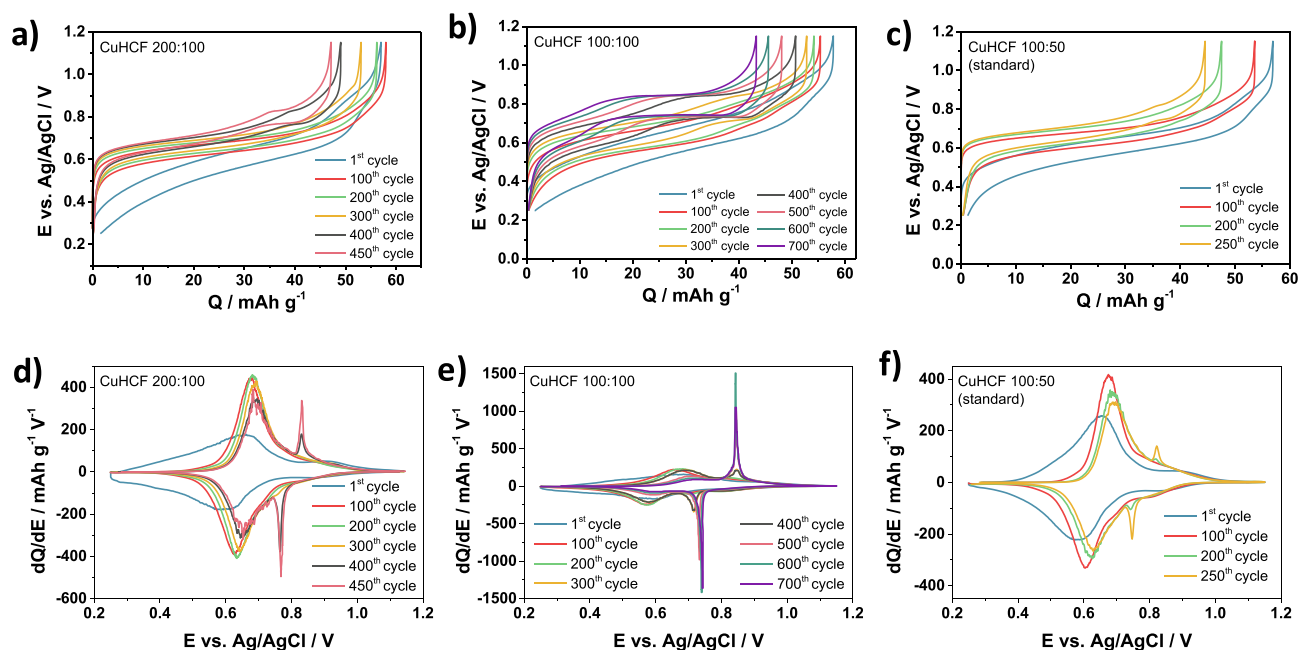 a)
CuHCF 200:100
E vs. Ag/AgCl / V
1.2
1.0
0.8
0.6
0.4
0.2
0 10 20 30 40 50 60
Q / mAh g⁻¹
1ˢᵗ cycle
100ᵗʰ cycle
200ᵗʰ cycle
300ᵗʰ cycle
400ᵗʰ cycle
450ᵗʰ cycle
b)
CuHCF 100:100
E vs. Ag/AgCl / V
1.2
1.0
0.8
0.6
0.4
0.2
0.0
0 10 20 30 40 50 60
Q / mAh g⁻¹
1ˢᵗ cycle
100ᵗʰ cycle
200ᵗʰ cycle
300ᵗʰ cycle
400ᵗʰ cycle
500ᵗʰ cycle
600ᵗʰ cycle
700ᵗʰ cycle
c)
CuHCF 100:50
(standard)
E vs. Ag/AgCl / V
1.2
1.0
0.8
0.6
0.4
0.2
0.0
0 10 20 30 40 50 60
Q / mAh g⁻¹
1ˢᵗ cycle
100ᵗʰ cycle
200ᵗʰ cycle
250ᵗʰ cycle
d)
CuHCF 200:100
dQ/dE / mAh g⁻¹ V⁻¹
400
200
0
-200
-400
-600
0.2 0.4 0.6 0.8 1.0 1.2
E vs. Ag/AgCl / V
1ˢᵗ cycle
100ᵗʰ cycle
200ᵗʰ cycle
300ᵗʰ cycle
400ᵗʰ cycle
450ᵗʰ cycle
e)
CuHCF 100:100
dQ/dE / mAh g⁻¹ V⁻¹
1500
1000
500
0
-500
-1000
-1500
0.2 0.4 0.6 0.8 1.0 1.2
E vs. Ag/AgCl / V
1ˢᵗ cycle
100ᵗʰ cycle
200ᵗʰ cycle
300ᵗʰ cycle
400ᵗʰ cycle
500ᵗʰ cycle
600ᵗʰ cycle
700ᵗʰ cycle
f)
CuHCF 100:50
(standard)
dQ/dE / mAh g⁻¹ V⁻¹
400
200
0
-200
-400
0.2 0.4 0.6 0.8 1.0 1.2
E vs. Ag/AgCl / V
1ˢᵗ cycle
100ᵗʰ cycle
200ᵗʰ cycle
250ᵗʰ cycle